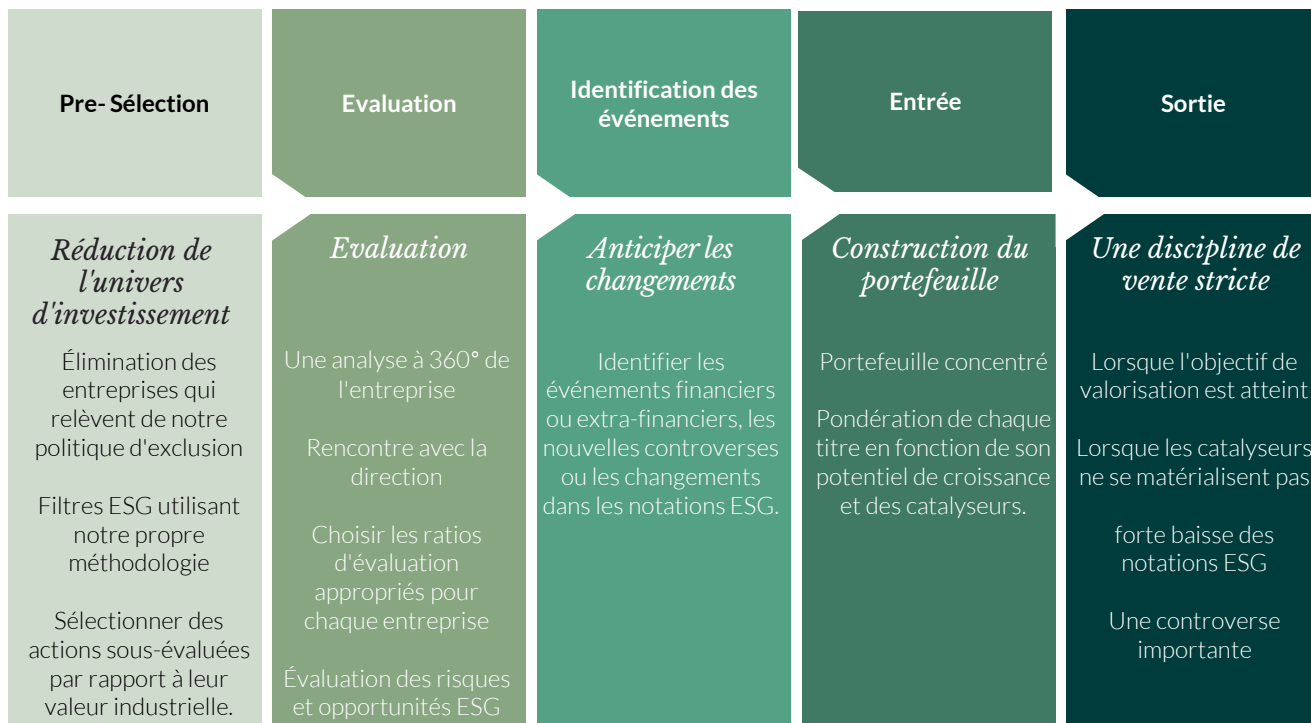 Pre- Sélection
Evaluation
Identification des
événements
Entrée
Sortie
Réduction de
l'univers
d'investissement
Élimination des
entreprises qui
relèvent de notre
politique d'exclusion
Filtres ESG utilisant
notre propre
méthodologie
Sélectionner des
actions sous-évaluées
par rapport à leur
valeur industrielle.
Evaluation
Une analyse à 360° de
l'entreprise
Rencontre avec la
direction
Choisir les ratios
d'évaluation
appropriés pour
chaque entreprise
Évaluation des risques
et opportunités ESG
Anticiper les
changements
Identifier les
événements financiers
ou extra-financiers, les
nouvelles controverses
ou les changements
dans les notations ESG.
Construction du
portefeuille
Portefeuille concentré
Pondération de chaque
titre en fonction de son
potentiel de croissance
et des catalyseurs.
Une discipline de
vente stricte
Lorsque l'objectif de
valorisation est atteint
Lorsque les catalyseurs
ne se matérialisent pas
forte baisse des
notations ESG
Une controverse
importante